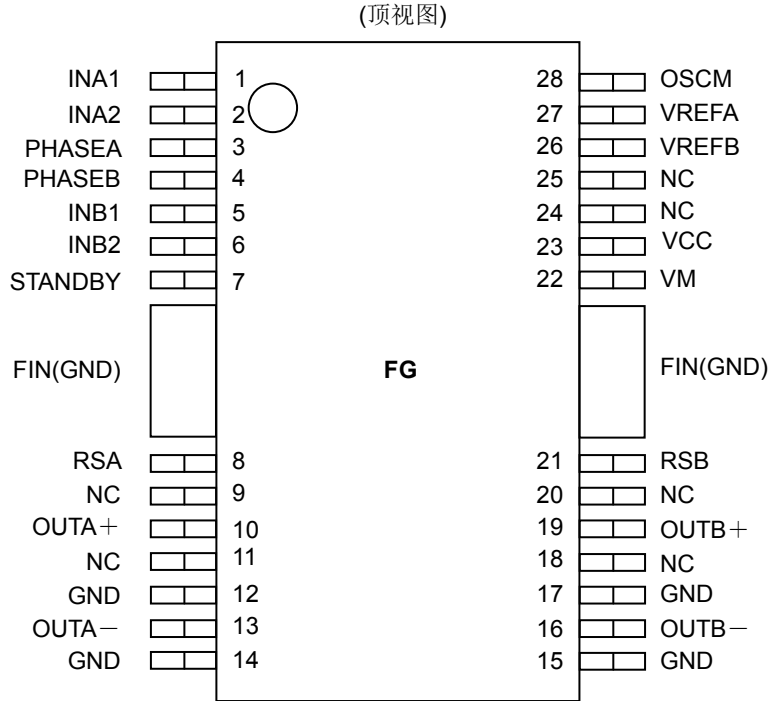 (顶视图)
INA1 1 28 OSCM
INA2 2 27 VREFA
PHASEA 3 26 VREFB
PHASEB 4 25 NC
INB1 5 24 NC
INB2 6 23 VCC
STANDBY 7 22 VM
FIN(GND) FG FIN(GND)
RSA 8 21 RSB
NC 9 20 NC
OUTA+ 10 19 OUTB+
NC 11 18 NC
GND 12 17 GND
OUTA− 13 16 OUTB−
GND 14 15 GND